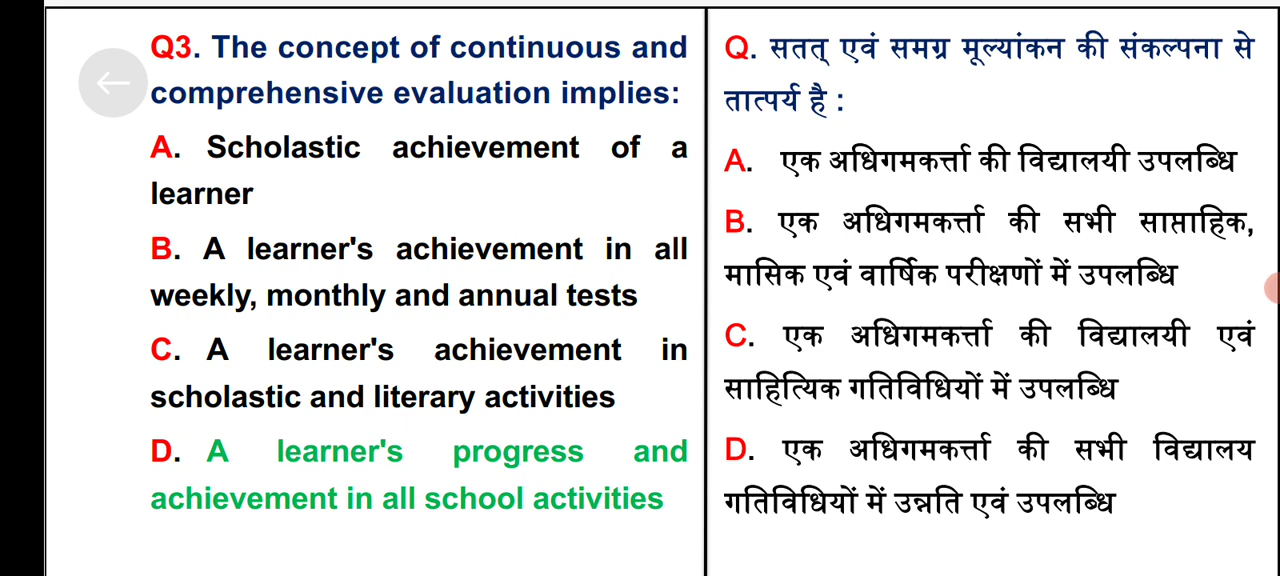 Q3. The concept of continuous and
comprehensive evaluation implies:
A. Scholastic achievement of a
learner
B. A learner's achievement in all
weekly, monthly and annual tests
C. A learner's achievement in
scholastic and literary activities
D. A learner's progress and
achievement in all school activities
Q. सतत् एवं समग्र मूल्यांकन की संकल्पना से
तात्पर्य है :
A. एक अधिगमकर्त्ता की विद्यालयी उपलब्धि
B. एक अधिगमकर्त्ता की सभी साप्ताहिक,
मासिक एवं वार्षिक परीक्षणों में उपलब्धि
C. एक अधिगमकर्त्ता की विद्यालयी एवं
साहित्यिक गतिविधियों में उपलब्धि
D. एक अधिगमकर्त्ता की सभी विद्यालय
गतिविधियों में उन्नति एवं उपलब्धि